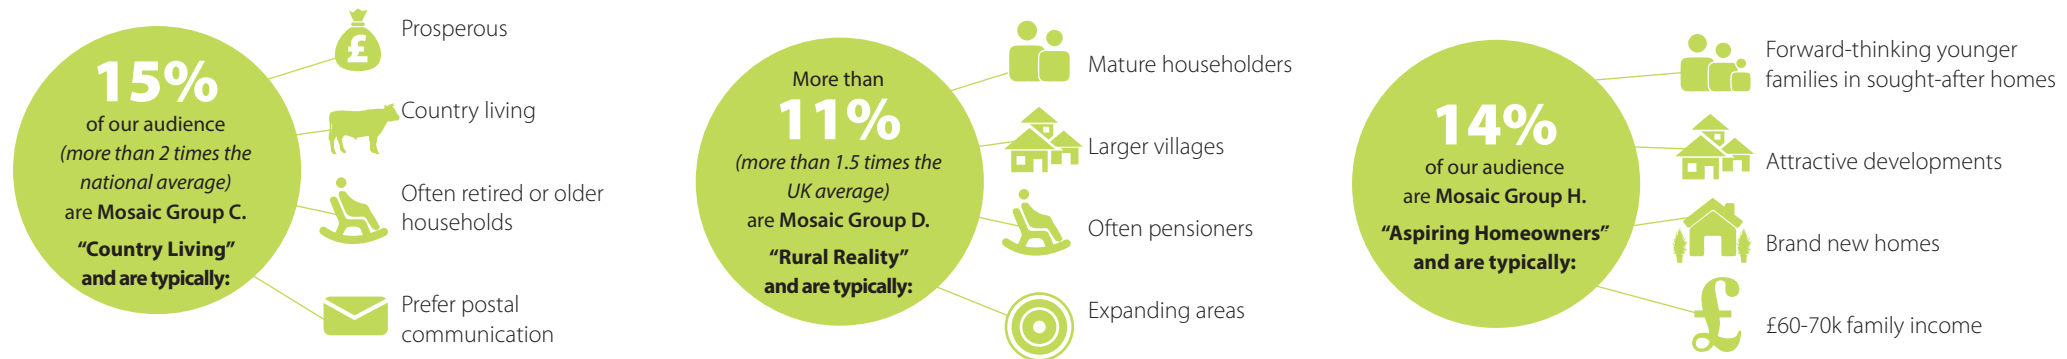 15%
of our audience
(more than 2 times the
national average)
are Mosaic Group C.
“Country Living”
and are typically:
£
Prosperous
Country living
Often retired or older
households
Prefer postal
communication
More than
11%
(more than 1.5 times the
UK average)
are Mosaic Group D.
“Rural Reality”
and are typically:
Mature householders
Larger villages
Often pensioners
Expanding areas
14%
of our audience
are Mosaic Group H.
“Aspiring Homeowners”
and are typically:
Forward-thinking younger
families in sought-after homes
Attractive developments
Brand new homes
£
£60-70k family income